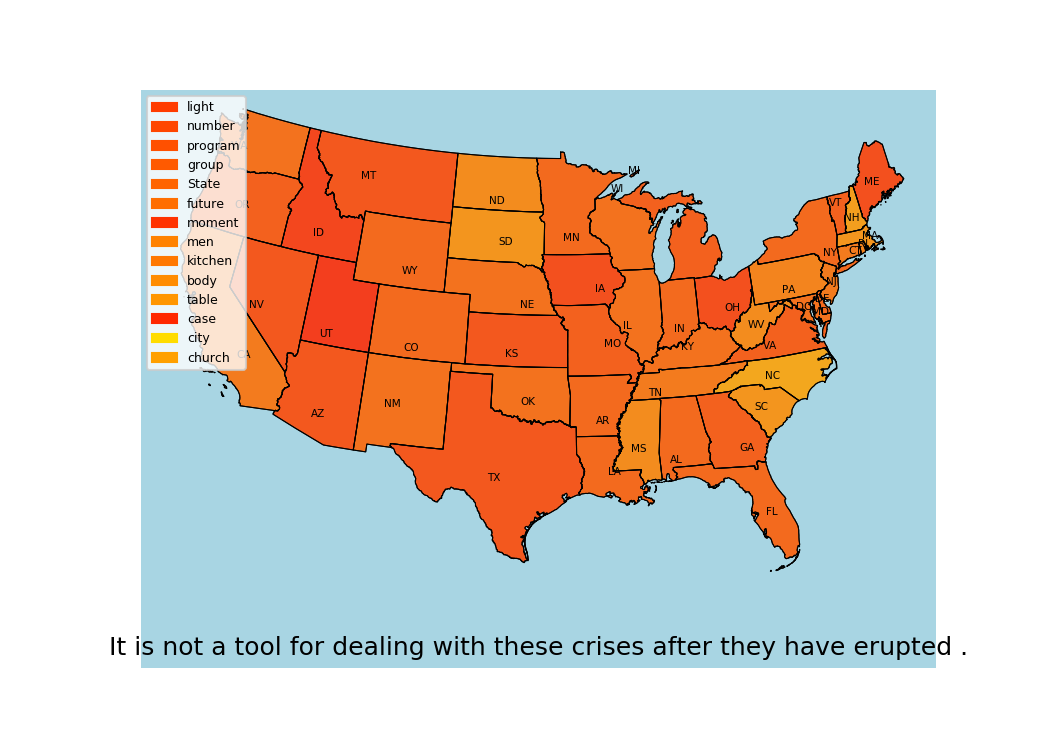 light
number
program
group
State
future
moment
men
kitchen
body
table
case
city
church
MI
WI
MT
ME
ND
VT
OR
NH
ID
MN
SD
MA
NY
CT
WY
NJ
IA
PA
NV
NE
OH
DC
MD
UT
IL
IN
WV
MO
KY
VA
CO
KS
CA
NC
TN
OK
NM
SC
AZ
AR
MS
GA
AL
LA
TX
FL
It is not a tool for dealing with these crises after they have erupted .